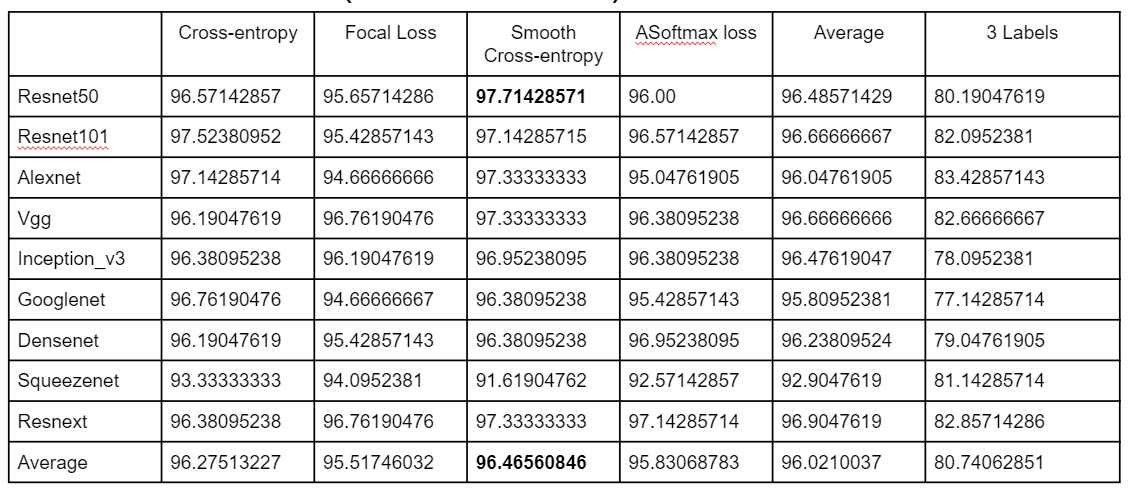 Cross-entropy Focal Loss Smooth Cross-entropy ASoftmax loss Average 3 Labels
Resnet50 96.57142857 95.65714286 97.71428571 96.00 96.48571429 80.19047619
Resnet101 97.52380952 95.42857143 97.14285715 96.57142857 96.66666667 82.0952381
Alexnet 97.14285714 94.66666666 97.33333333 95.04761905 96.04761905 83.42857143
Vgg 96.19047619 96.76190476 97.33333333 96.38095238 96.66666666 82.66666667
Inception_v3 96.38095238 96.19047619 96.95238095 96.38095238 96.47619047 78.0952381
Googlenet 96.76190476 94.66666667 96.38095238 95.42857143 95.80952381 77.14285714
Densenet 96.19047619 95.42857143 96.38095238 96.95238095 96.23809524 79.04761905
Squeezenet 93.33333333 94.0952381 91.61904762 92.57142857 92.9047619 81.14285714
Resnext 96.38095238 96.76190476 97.33333333 97.14285714 96.9047619 82.85714286
Average 96.27513227 95.51746032 96.46560846 95.83068783 96.0210037 80.74062851